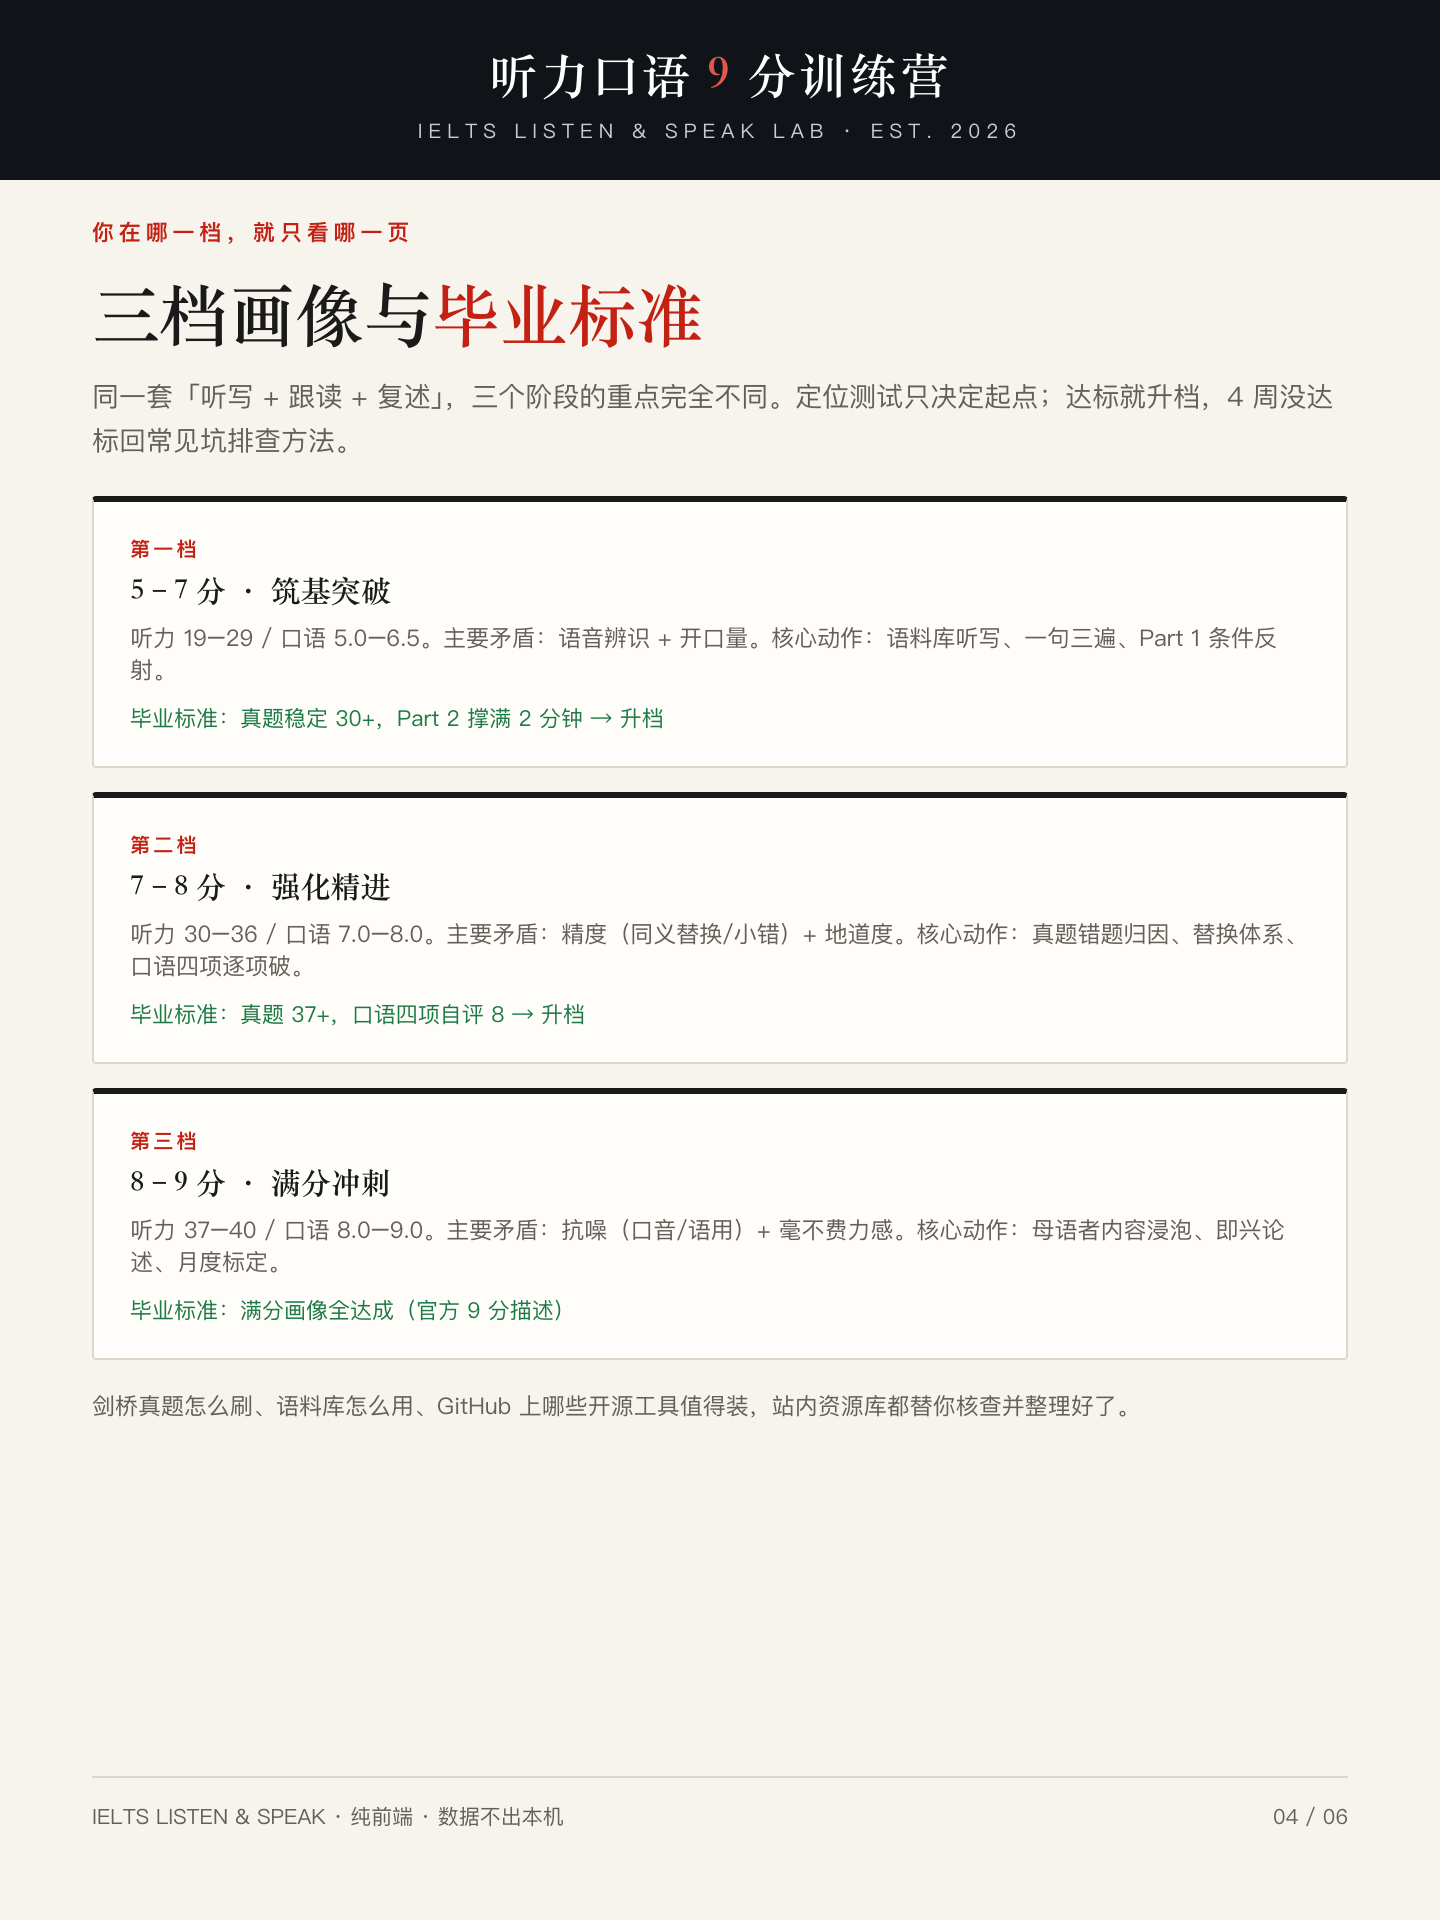 听力口语 9 分训练营
IELTS LISTEN & SPEAK LAB · EST. 2026
你在哪一档，就只看哪一页
三档画像与毕业标准
同一套「听写 + 跟读 + 复述」，三个阶段的重点完全不同。定位测试只决定起点；达标就升档，4 周没达
标回常见坑排查方法。
第一档
5–7 分 · 筑基突破
听力 19—29 / 口语 5.0—6.5。主要矛盾：语音辨识 + 开口量。核心动作：语料库听写、一句三遍、Part 1 条件反
射。
毕业标准：真题稳定 30+，Part 2 撑满 2 分钟 → 升档
第二档
7–8 分 · 强化精进
听力 30—36 / 口语 7.0—8.0。主要矛盾：精度（同义替换/小错）+ 地道度。核心动作：真题错题归因、替换体系、
口语四项逐项破。
毕业标准：真题 37+，口语四项自评 8 → 升档
第三档
8–9 分 · 满分冲刺
听力 37—40 / 口语 8.0—9.0。主要矛盾：抗噪（口音/语用）+ 毫不费力感。核心动作：母语者内容浸泡、即兴论
述、月度标定。
毕业标准：满分画像全达成（官方 9 分描述）
剑桥真题怎么刷、语料库怎么用、GitHub 上哪些开源工具值得装，站内资源库都替你核查并整理好了。
IELTS LISTEN & SPEAK · 纯前端 · 数据不出本机
04 / 06